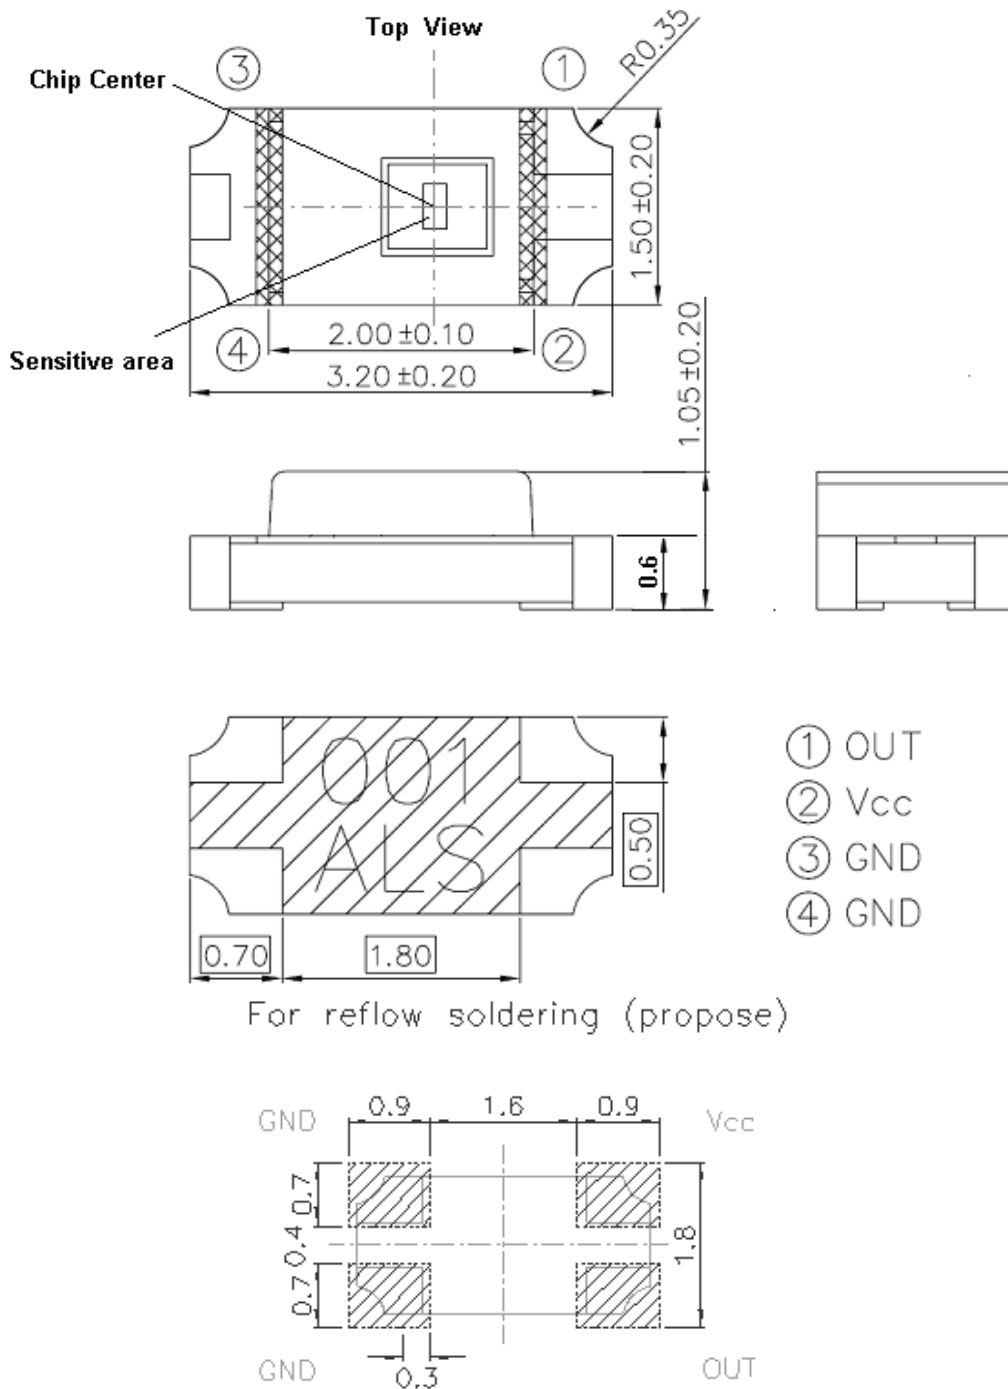 Top View
③ ①
R0.35
Chip Center
1.50±0.20
Sensitive area
④ 2.00±0.10 ②
3.20±0.20
1.05±0.20
0.6
001
ALS
0.50
0.70 1.80
① OUT
② Vcc
③ GND
④ GND
For reflow soldering (propose)
GND 0.9 1.6 0.9 Vcc
0.7
0.4
0.7
1.8
GND 0.3 OUT